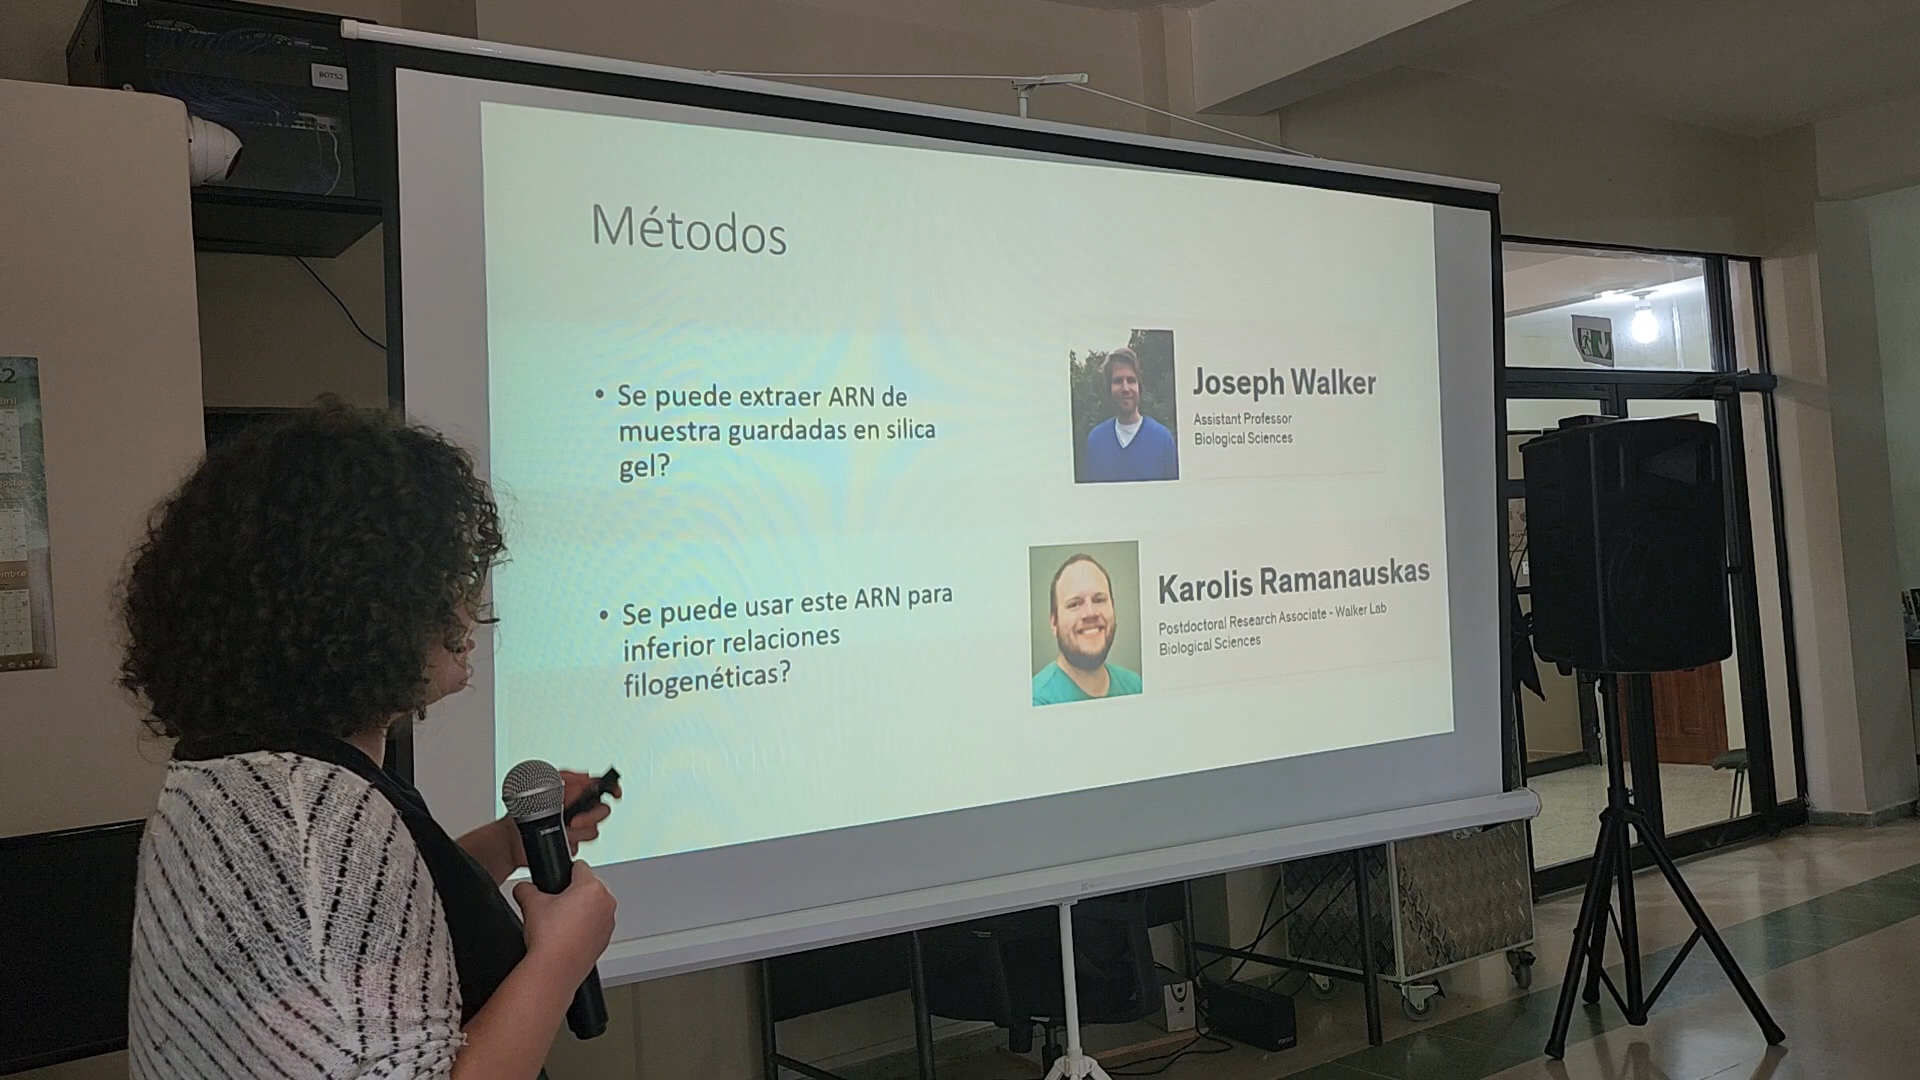 BOT52
Métodos
• Se puede extraer ARN de
muestra guardadas en silica
gel?
Joseph Walker
Assistant Professor
Biological Sciences
• Se puede usar este ARN para
inferior relaciones
filogenéticas?
Karolis Ramanauskas
Postdoctoral Research Associate - Walker Lab
Biological Sciences